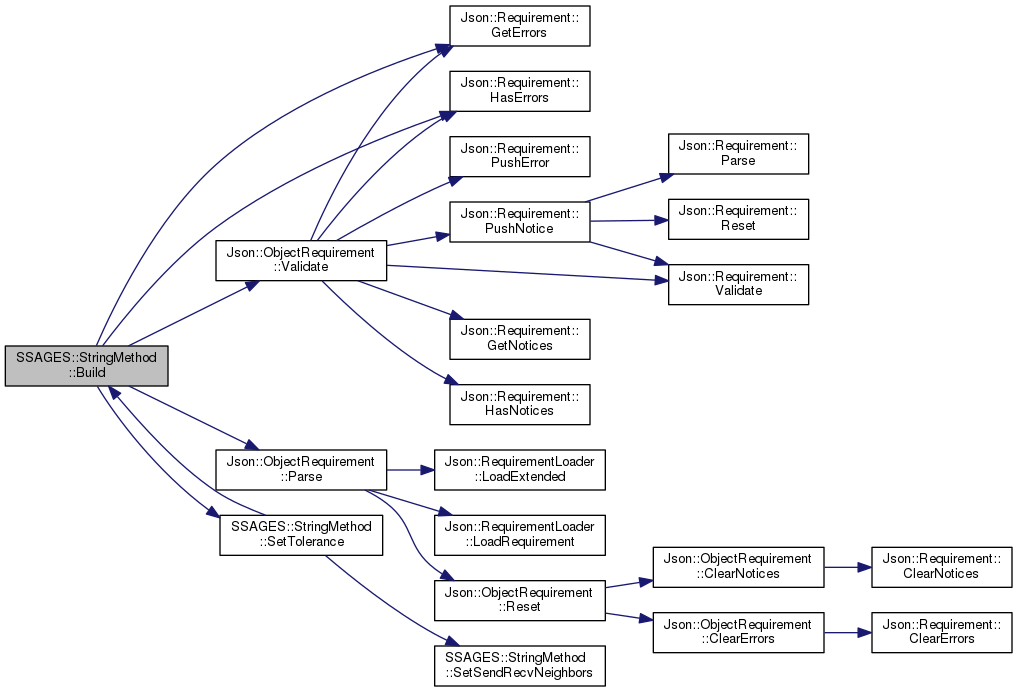 Json::Requirement::
GetErrors
Json::Requirement::
HasErrors
Json::Requirement::
PushError
Json::Requirement::
Parse
Json::Requirement::
PushNotice
Json::Requirement::
Reset
Json::ObjectRequirement
::Validate
Json::Requirement::
Validate
Json::Requirement::
GetNotices
SSAGES::StringMethod
::Build
Json::Requirement::
HasNotices
Json::ObjectRequirement
::Parse
Json::RequirementLoader
::LoadExtended
SSAGES::StringMethod
::SetTolerance
Json::RequirementLoader
::LoadRequirement
Json::ObjectRequirement
::ClearNotices
Json::Requirement::
ClearNotices
Json::ObjectRequirement
::Reset
Json::ObjectRequirement
::ClearErrors
Json::Requirement::
ClearErrors
SSAGES::StringMethod
::SetSendRecvNeighbors